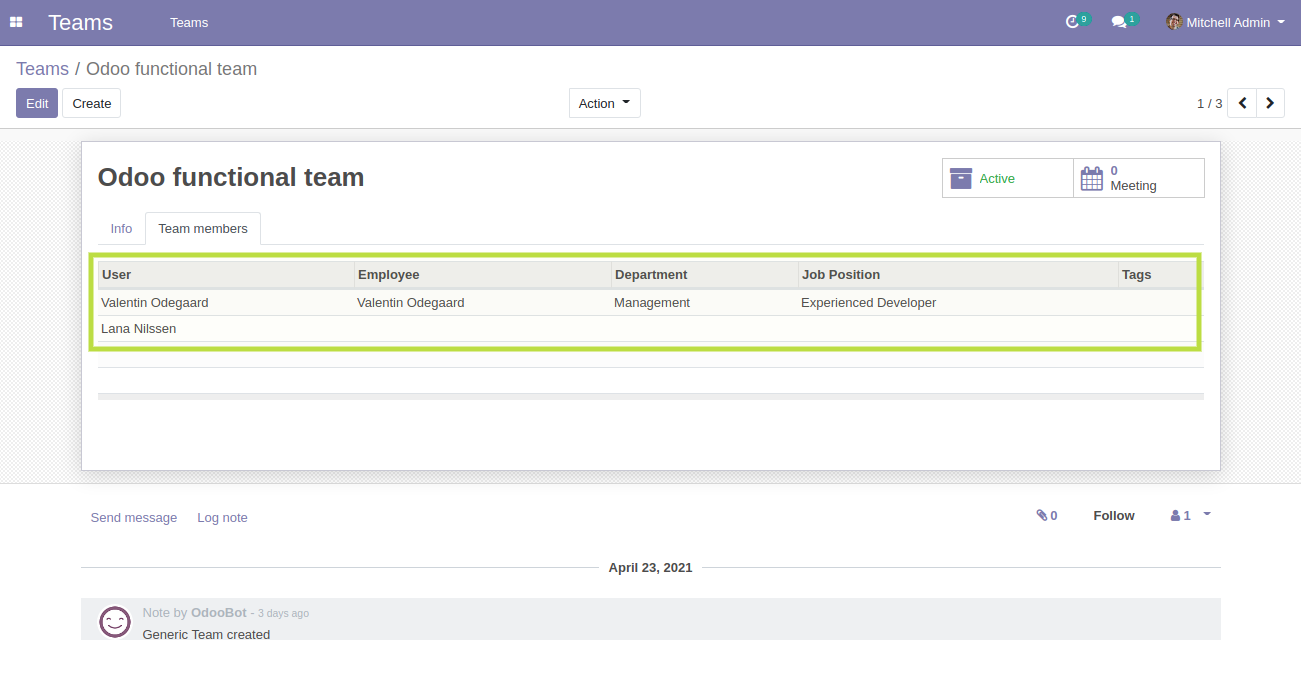 Teams Teams 9 1 Mitchell Admin
Teams / Odoo functional team
Edit Create Action 1 / 3
Odoo functional team
Active
0
Meeting
Info Team members
User Employee Department Job Position Tags
Valentin Odegaard Valentin Odegaard Management Experienced Developer
Lana Nilssen
Send message Log note 0 Follow 1
April 23, 2021
Note by OdooBot - 3 days ago
Generic Team created